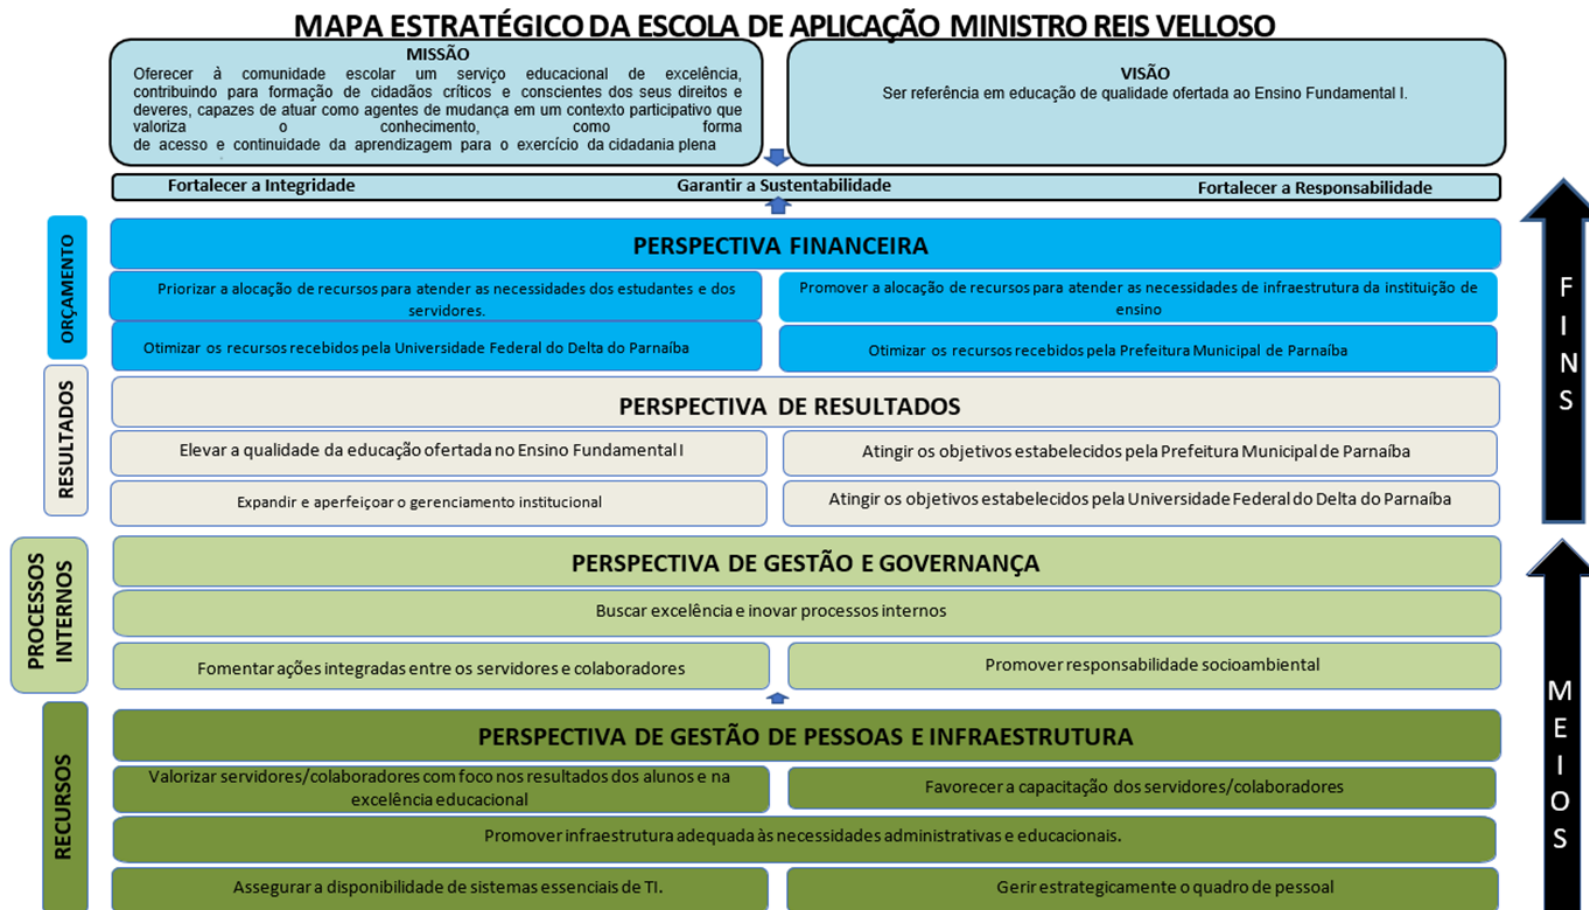 MAPA ESTRATÉGICO DA ESCOLA DE APLICAÇÃO MINISTRO REIS VELLOSO
MISSÃO
Oferecer à comunidade escolar um serviço educacional de excelência,
contribuindo para formação de cidadãos críticos e conscientes dos seus direitos e
deveres, capazes de atuar como agentes de mudança em um contexto participativo que
valoriza o conhecimento, como forma
de acesso e continuidade da aprendizagem para o exercício da cidadania plena
VISÃO
Ser referência em educação de qualidade ofertada ao Ensino Fundamental I.
Fortalecer a Integridade
Garantir a Sustentabilidade
Fortalecer a Responsabilidade
ORÇAMENTO
PERSPECTIVA FINANCEIRA
Priorizar a alocação de recursos para atender as necessidades dos estudantes e dos
servidores.
Promover a alocação de recursos para atender as necessidades de infraestrutura da instituição de
ensino
Otimizar os recursos recebidos pela Universidade Federal do Delta do Parnaíba
Otimizar os recursos recebidos pela Prefeitura Municipal de Parnaíba
RESULTADOS
PERSPECTIVA DE RESULTADOS
Elevar a qualidade da educação ofertada no Ensino Fundamental I
Atingir os objetivos estabelecidos pela Prefeitura Municipal de Parnaíba
Expandir e aperfeiçoar o gerenciamento institucional
Atingir os objetivos estabelecidos pela Universidade Federal do Delta do Parnaíba
FINS
PROCESSOS
INTERNOS
PERSPECTIVA DE GESTÃO E GOVERNANÇA
Buscar excelência e inovar processos internos
Fomentar ações integradas entre os servidores e colaboradores
Promover responsabilidade socioambiental
RECURSOS
PERSPECTIVA DE GESTÃO DE PESSOAS E INFRAESTRUTURA
Valorizar servidores/colaboradores com foco nos resultados dos alunos e na
excelência educacional
Favorecer a capacitação dos servidores/colaboradores
Promover infraestrutura adequada às necessidades administrativas e educacionais.
Assegurar a disponibilidade de sistemas essenciais de TI.
Gerir estrategicamente o quadro de pessoal
MEIOS